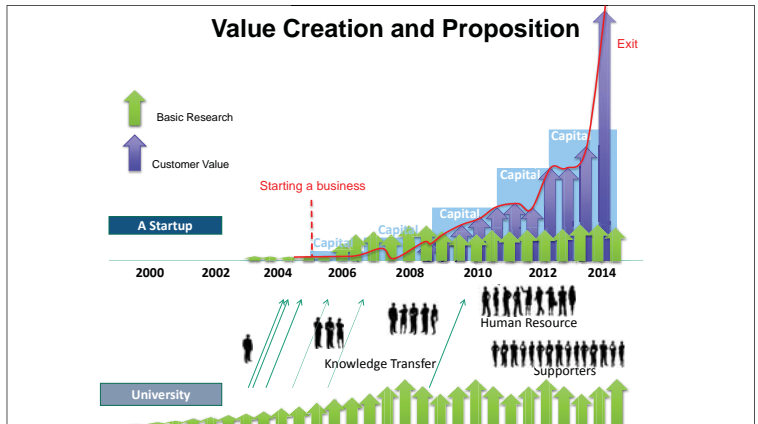 Value Creation and Proposition
Exit
Basic Research
Customer Value
Capital
Capital
Capital
Capital
Capital
Starting a business
A Startup
2000
2002
2004
2006
2008
2010
2012
2014
Human Resource
Knowledge Transfer
Supporters
University